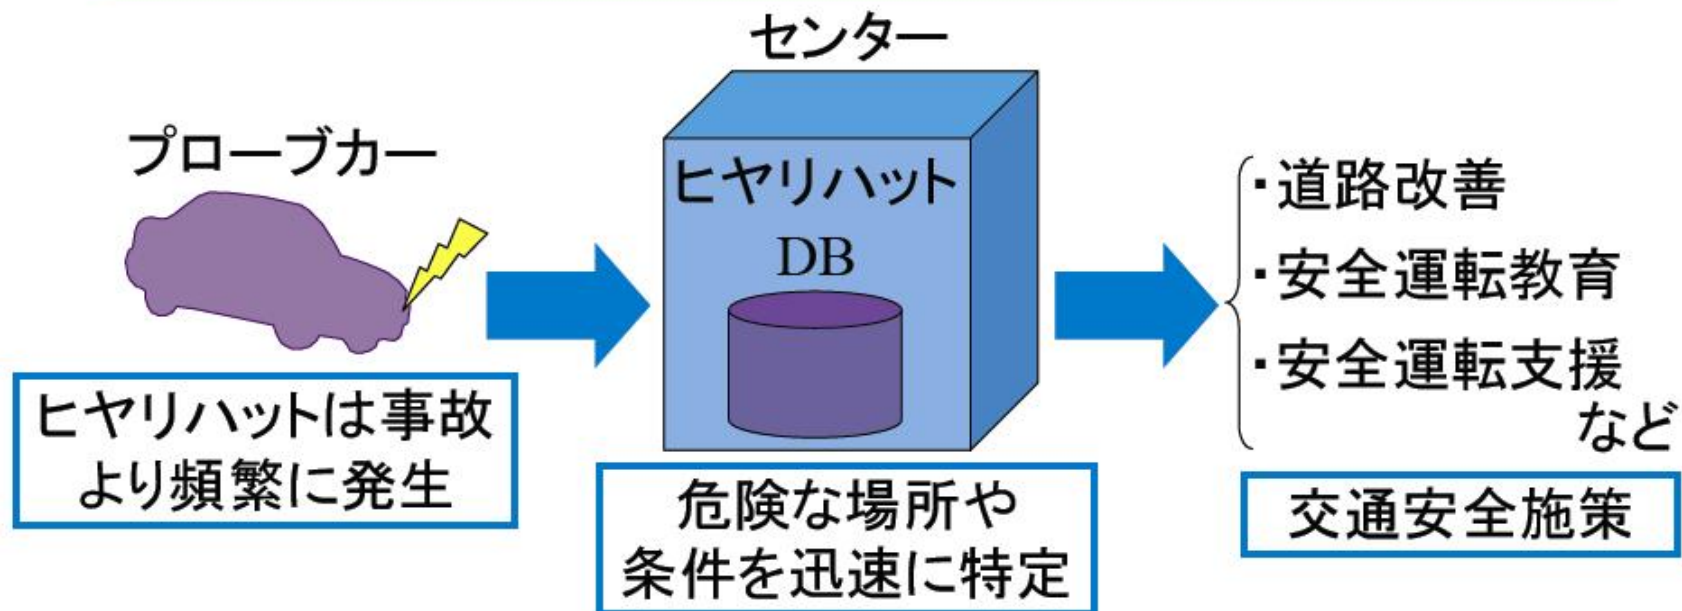 プローブカー
ヒヤリハットは事故
より頻繁に発生
センター
ヒヤリハット
DB
危険な場所や
条件を迅速に特定
・道路改善
・安全運転教育
・安全運転支援
など
交通安全施策